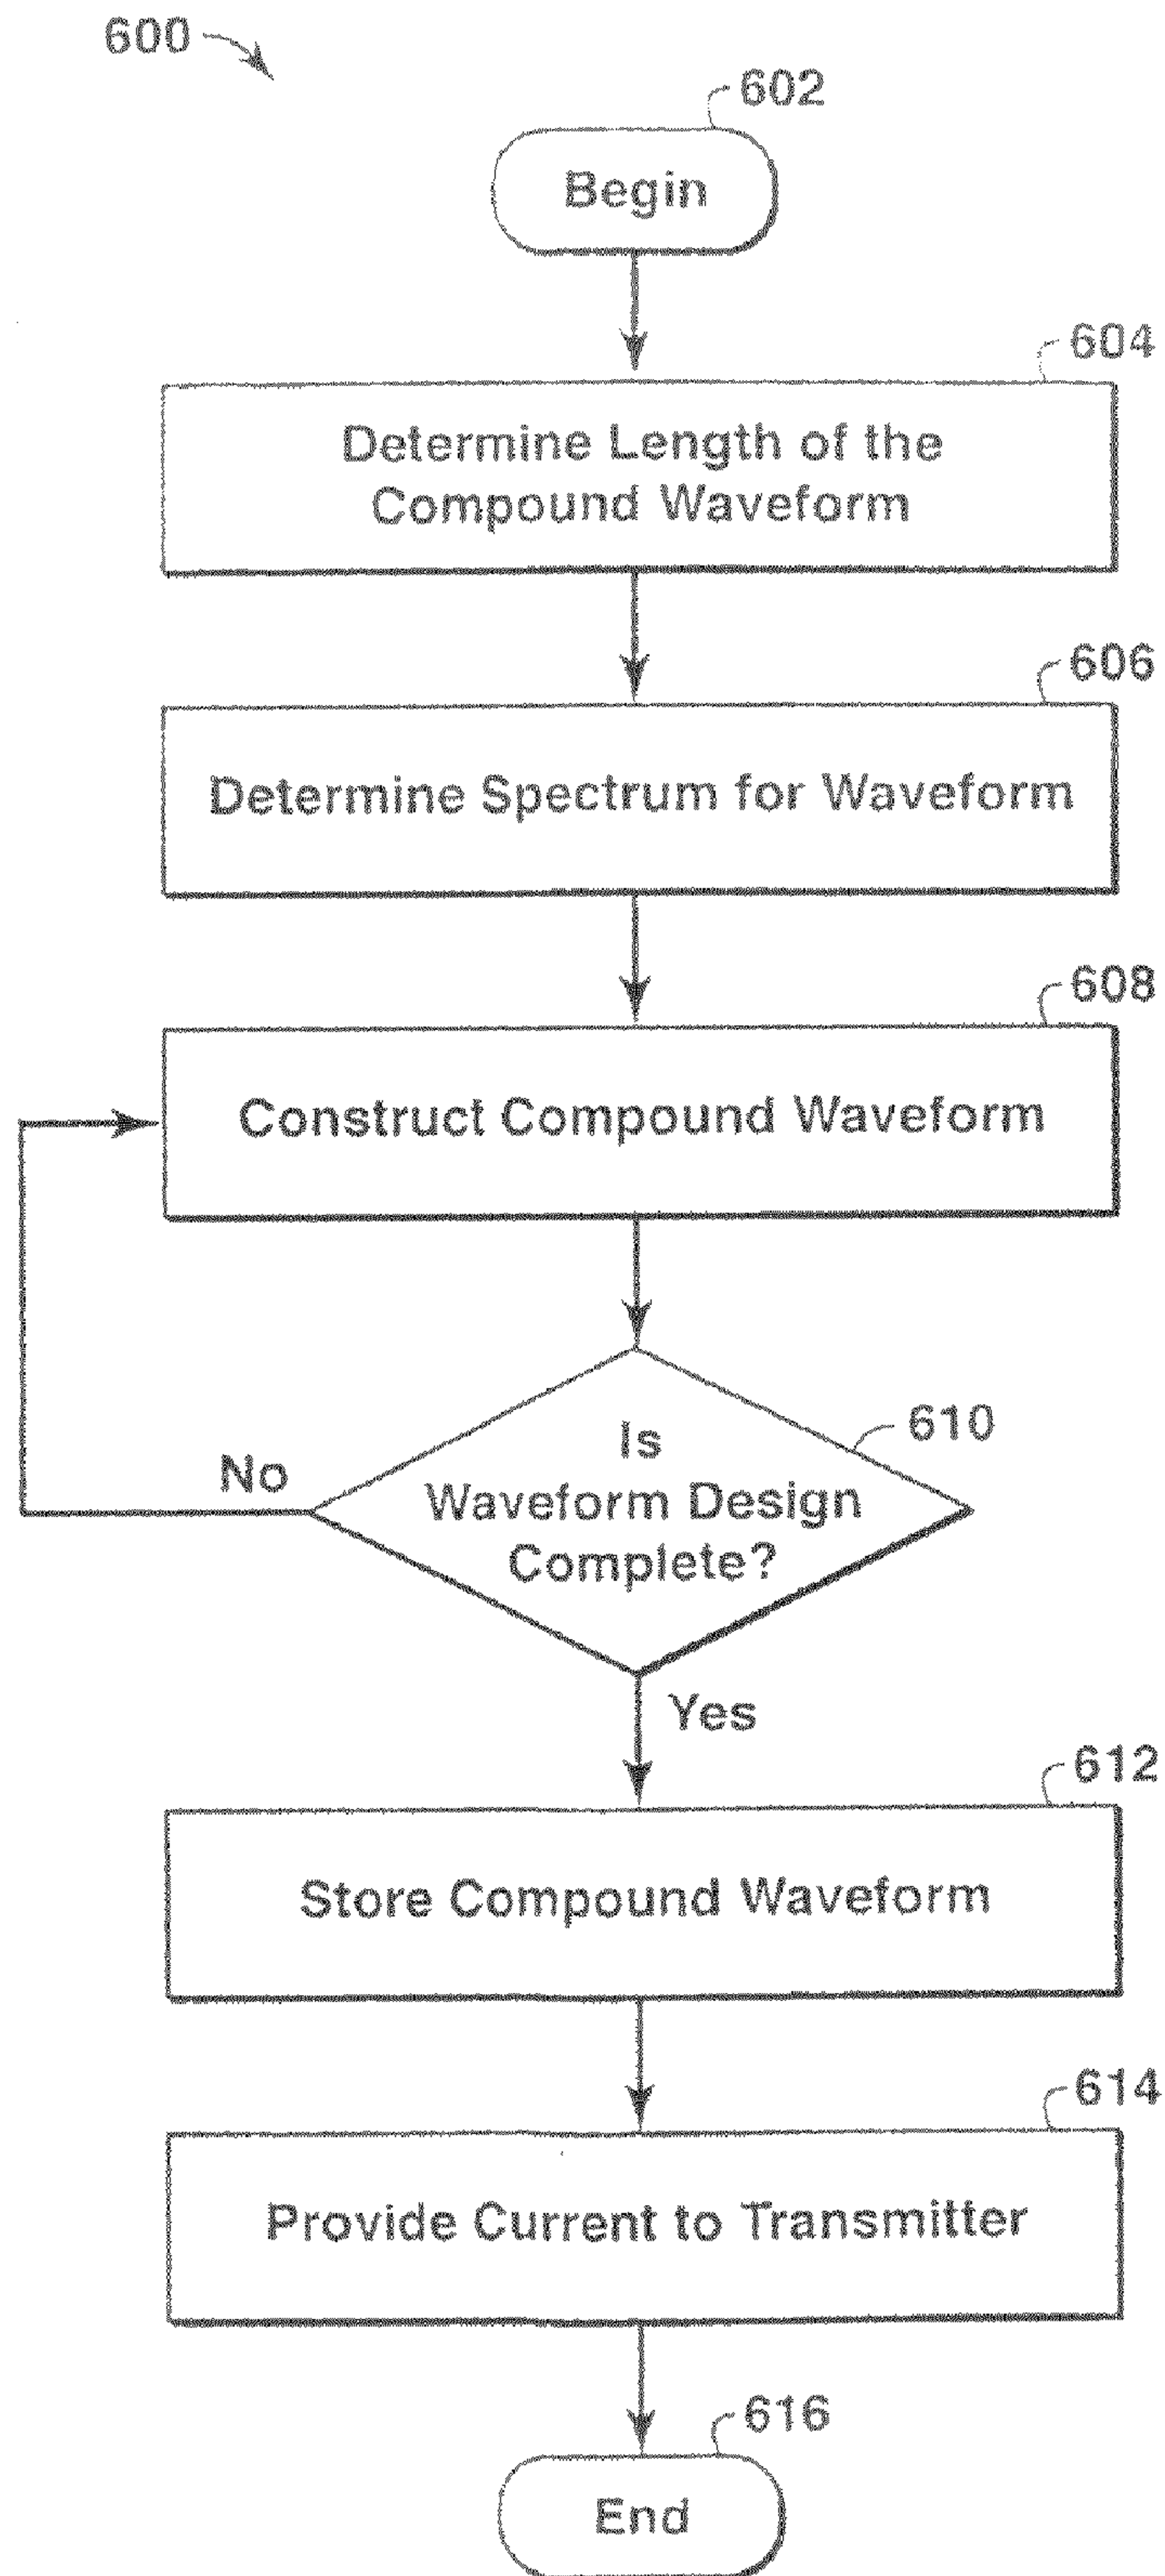 600
602
Begin
604
Determine Length of the
Compound Waveform
606
Determine Spectrum for Waveform
608
Construct Compound Waveform
610
Is
Waveform Design
Complete?
No
Yes
612
Store Compound Waveform
614
Provide Current to Transmitter
616
End